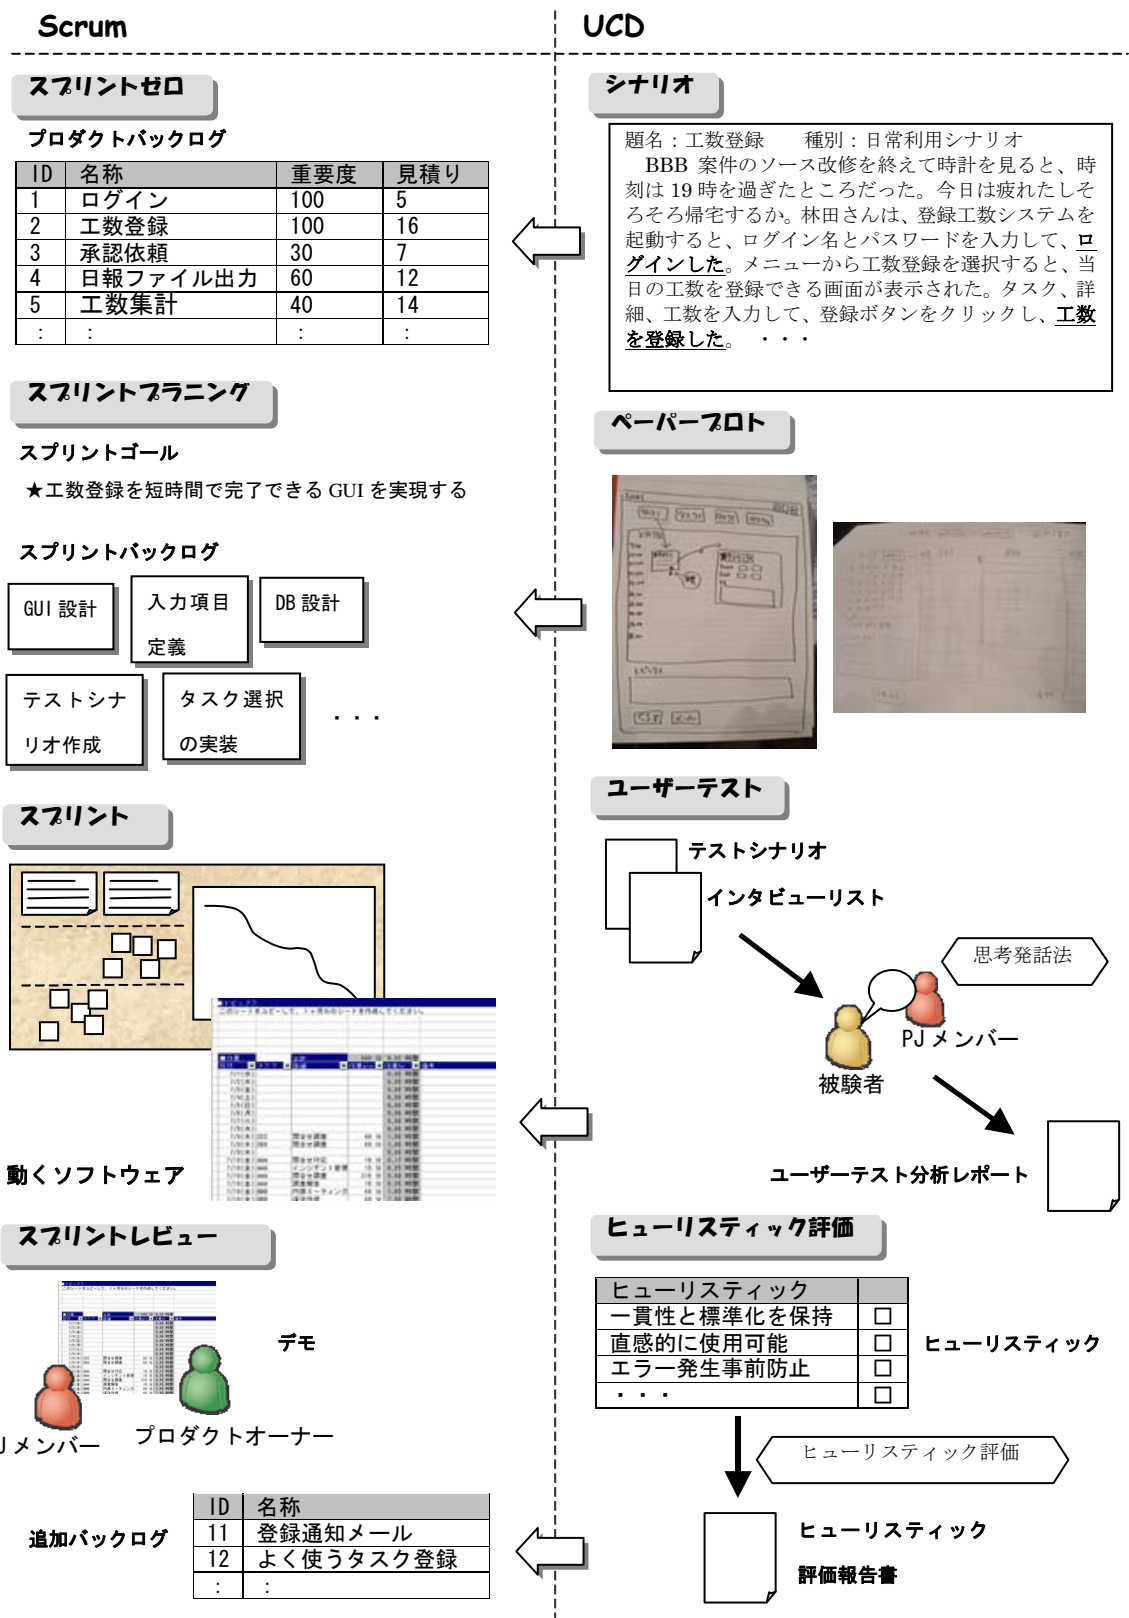 Scrum
UCD
スプリントゼロ
プロダクトバックログ
ID 名称 重要度 見積り
1 ログイン 100 5
2 工数登録 100 16
3 承認依頼 30 7
4 日報ファイル出力 60 12
5 工数集計 40 14
: : : :
スプリントプラニング
スプリントゴール
★工数登録を短時間で完了できる GUI を実現する
スプリントバックログ
GUI 設計
入力項目
定義
DB 設計
テストシナ
リオ作成
タスク選択
の実装
・・・
スプリント
動くソフトウェア
スプリントレビュー
デモ
Jメンバー
プロダクトオーナー
追加バックログ
ID 名称
11 登録通知メール
12 よく使うタスク登録
: :
シナリオ
題名：工数登録　　種別：日常利用シナリオ
BBB 案件のソース改修を終えて時計を見ると、時
刻は 19 時を過ぎたところだった。今日は疲れたしそ
ろそろ帰宅するか。林田さんは、登録工数システムを
起動すると、ログイン名とパスワードを入力して、ロ
グインした。メニューから工数登録を選択すると、当
日の工数を登録できる画面が表示された。タスク、詳
細、工数を入力して、登録ボタンをクリックし、工数
を登録した。　・・・
ペーパープロト
ユーザーテスト
テストシナリオ
インタビューリスト
思考発話法
PJ メンバー
被験者
ユーザーテスト分析レポート
ヒューリスティック評価
ヒューリスティック
一貫性と標準化を保持 □
直感的に使用可能 □
エラー発生事前防止 □
・・・ □
ヒューリスティック
ヒューリスティック評価
ヒューリスティック
評価報告書